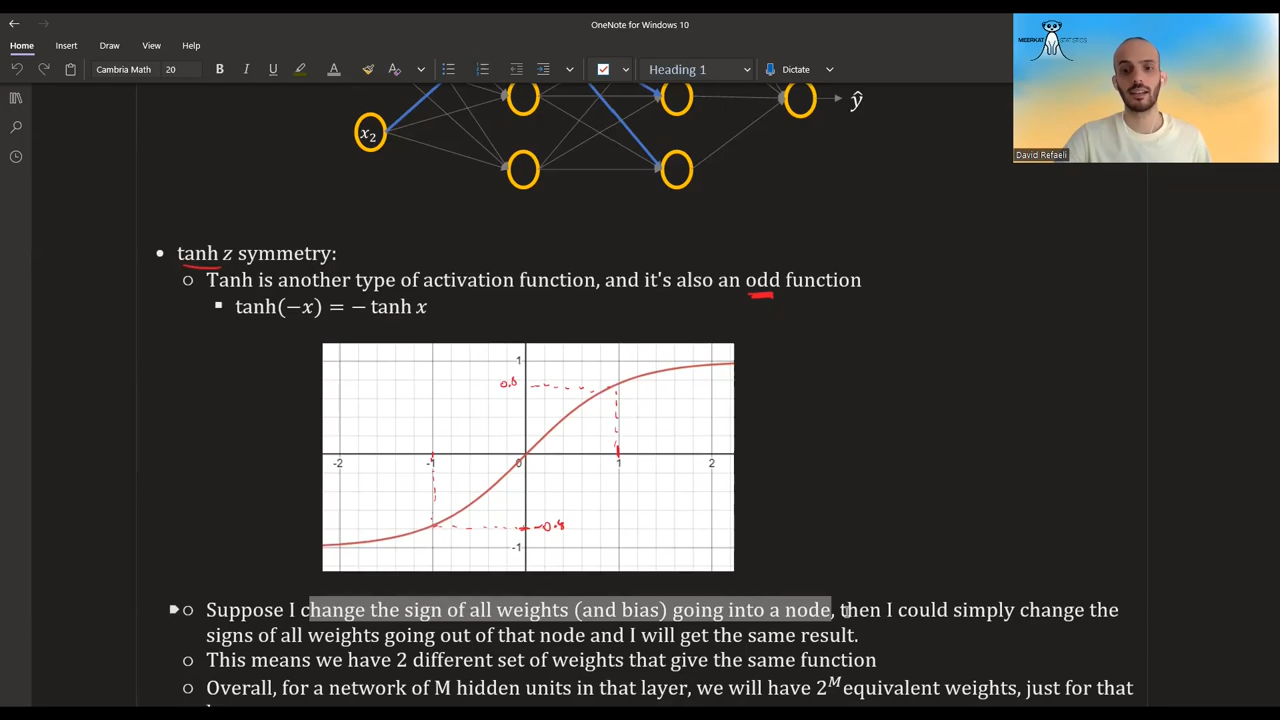 OneNote for Windows 10
MEERKAT STATISTICS
Home Insert Draw View Help
Cambria Math 20 B I U A A Heading 1 Dictate
ŷ
x₂
David Refaeli
• tanh z symmetry:
○ Tanh is another type of activation function, and it's also an odd function
▪ tanh(−x) = − tanh x
1
0.8
-2 -1 0 1 2
-0.8
-1
○ Suppose I change the sign of all weights (and bias) going into a node, then I could simply change the
signs of all weights going out of that node and I will get the same result.
○ This means we have 2 different set of weights that give the same function
○ Overall, for a network of M hidden units in that layer, we will have 2ᴹ equivalent weights, just for that